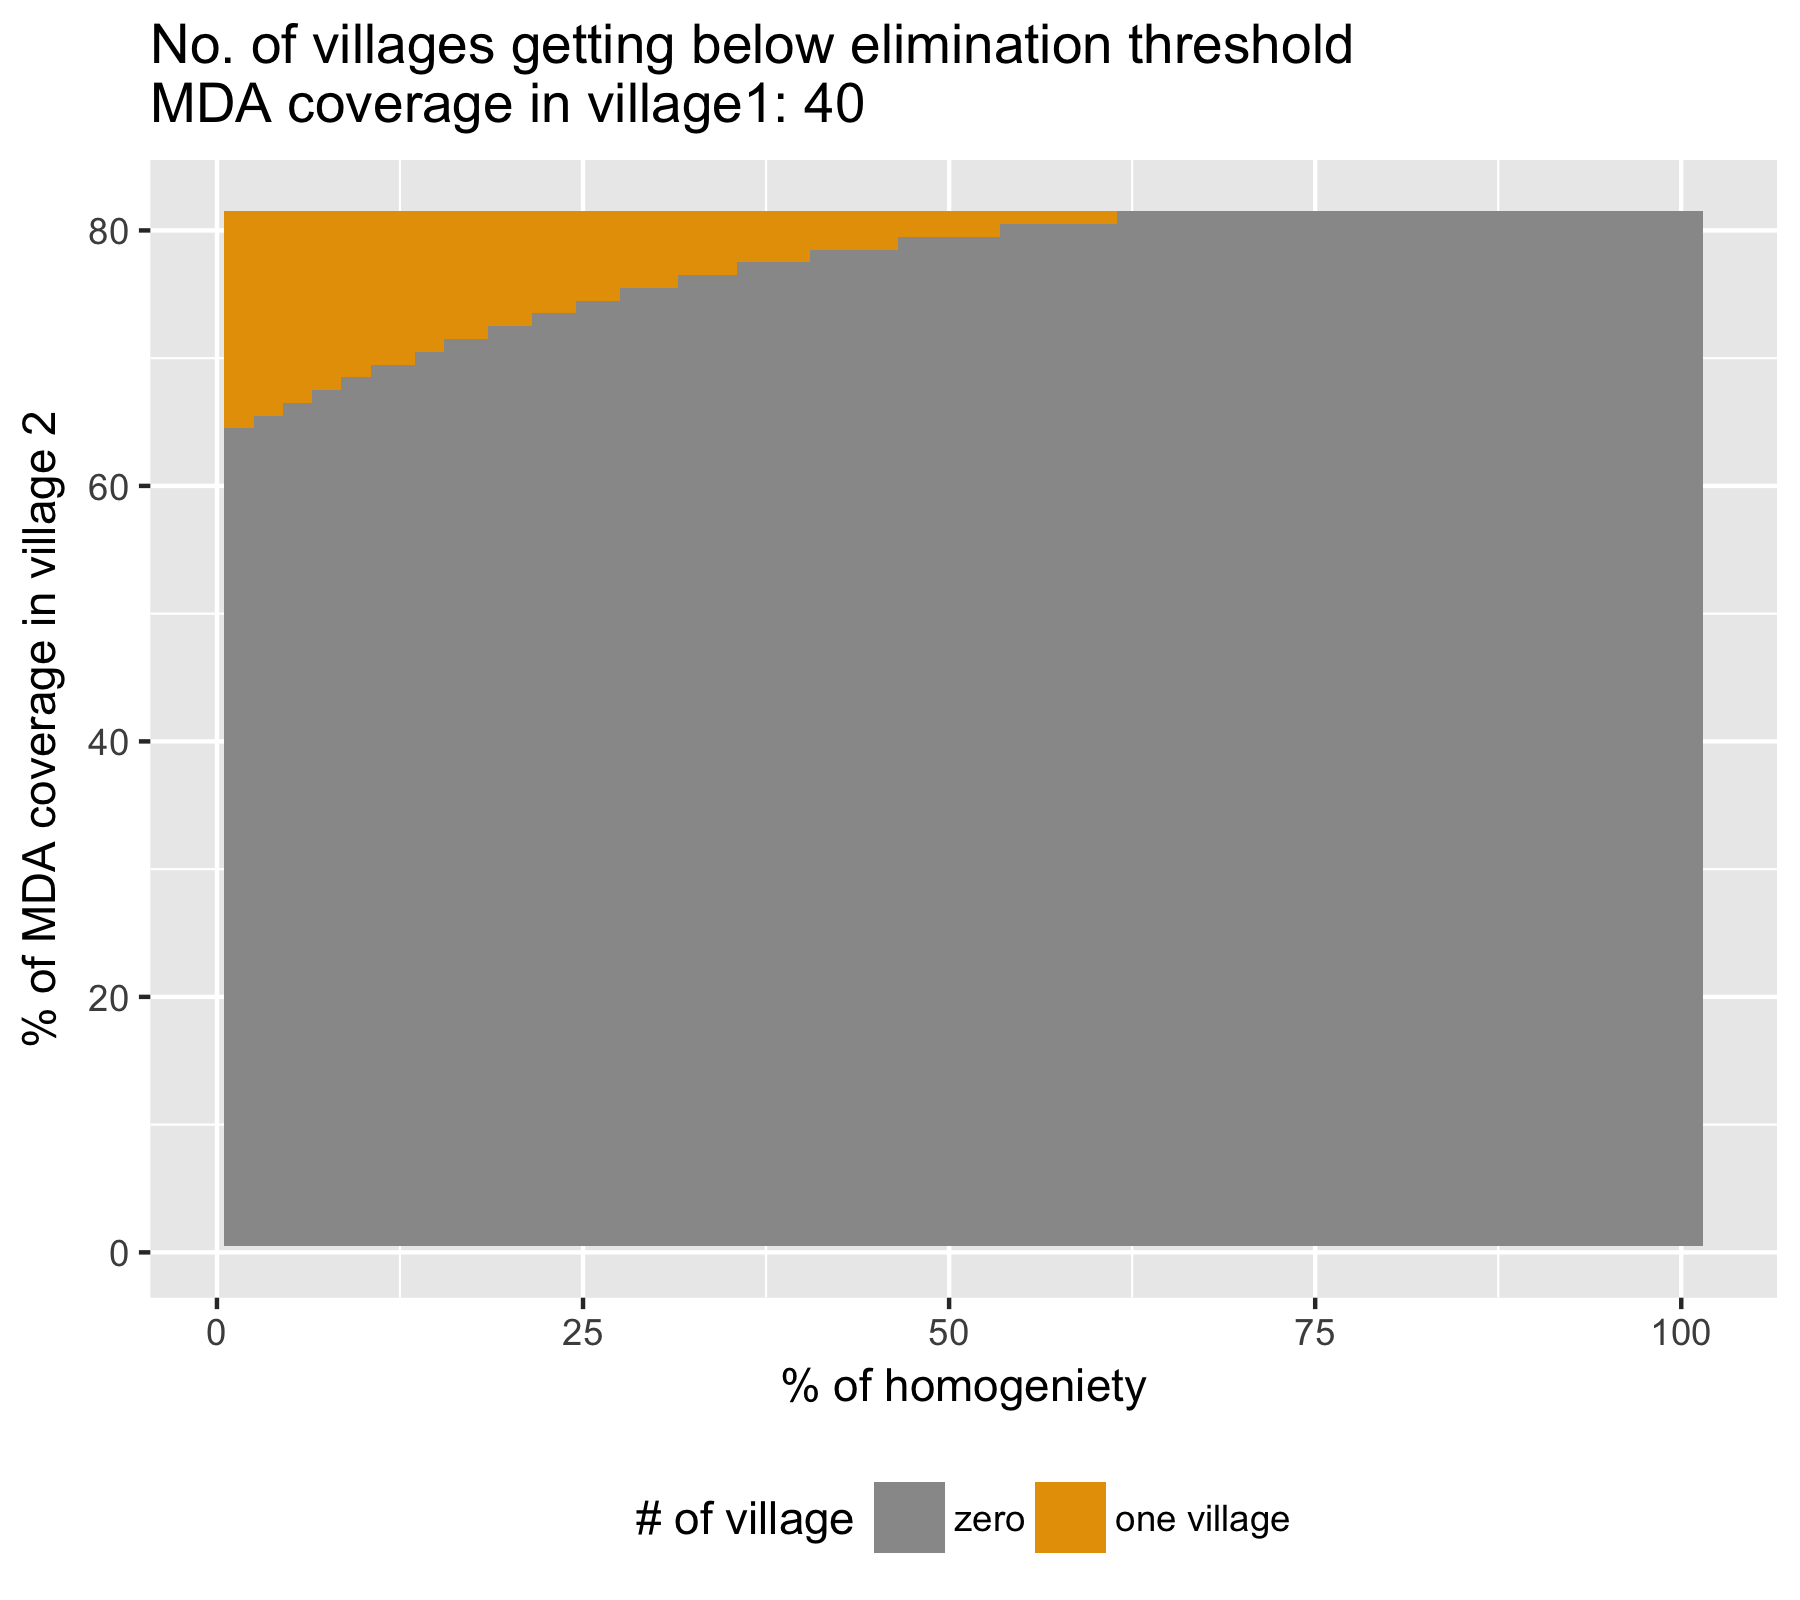 No. of villages getting below elimination threshold
MDA coverage in village1: 40
% of MDA coverage in village 2
80
60
40
20
0
0 25 50 75 100
% of homogeniety
# of village zero one village